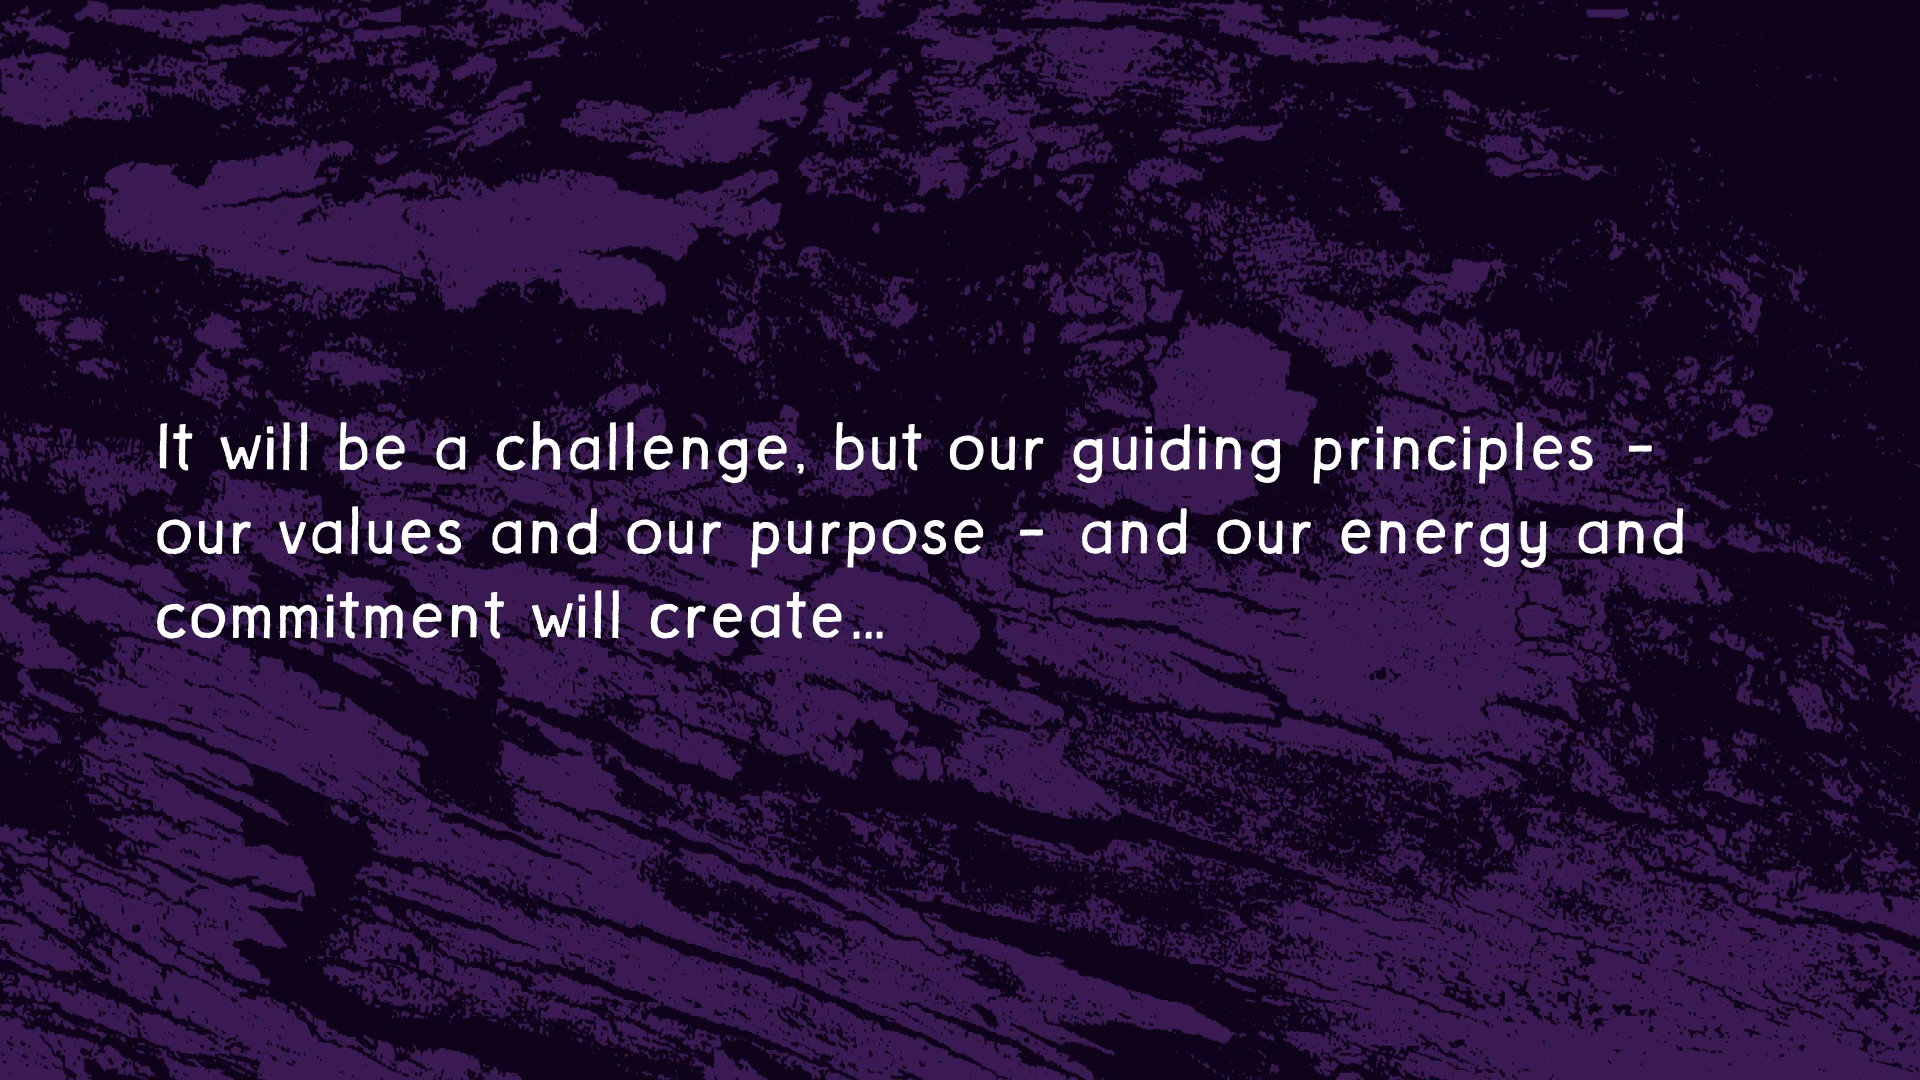 It will be a challenge, but our guiding principles –
our values and our purpose – and our energy and
commitment will create…